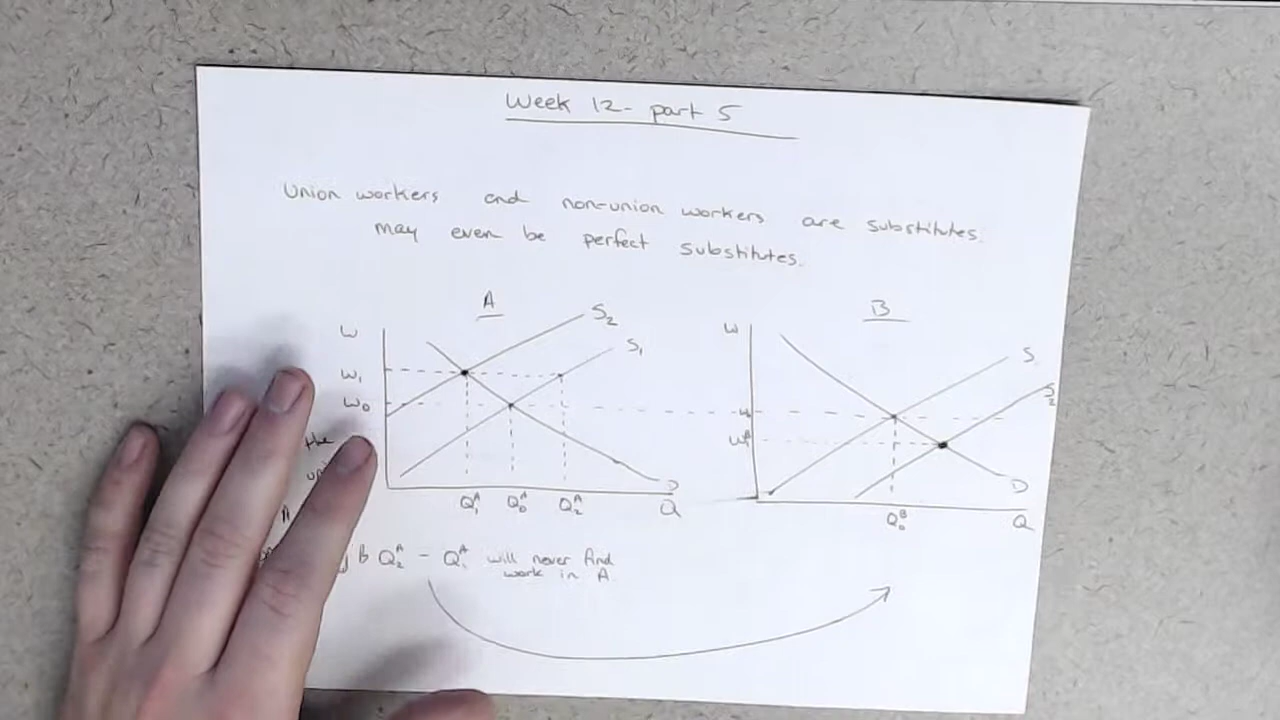 Week 12 - part 5
Union workers and non-union workers are substitutes.
may even be perfect substitutes.
A
B
W
S₂
S₁
W₁
W₀
the
D
Q₁ᴬ Q₀ᴬ Q₂ᴬ
Q
W
S
S₂
D
Q₀ᴮ
Q
A
B Q₂ᴬ - Q₁ᴬ will never find
work in A.